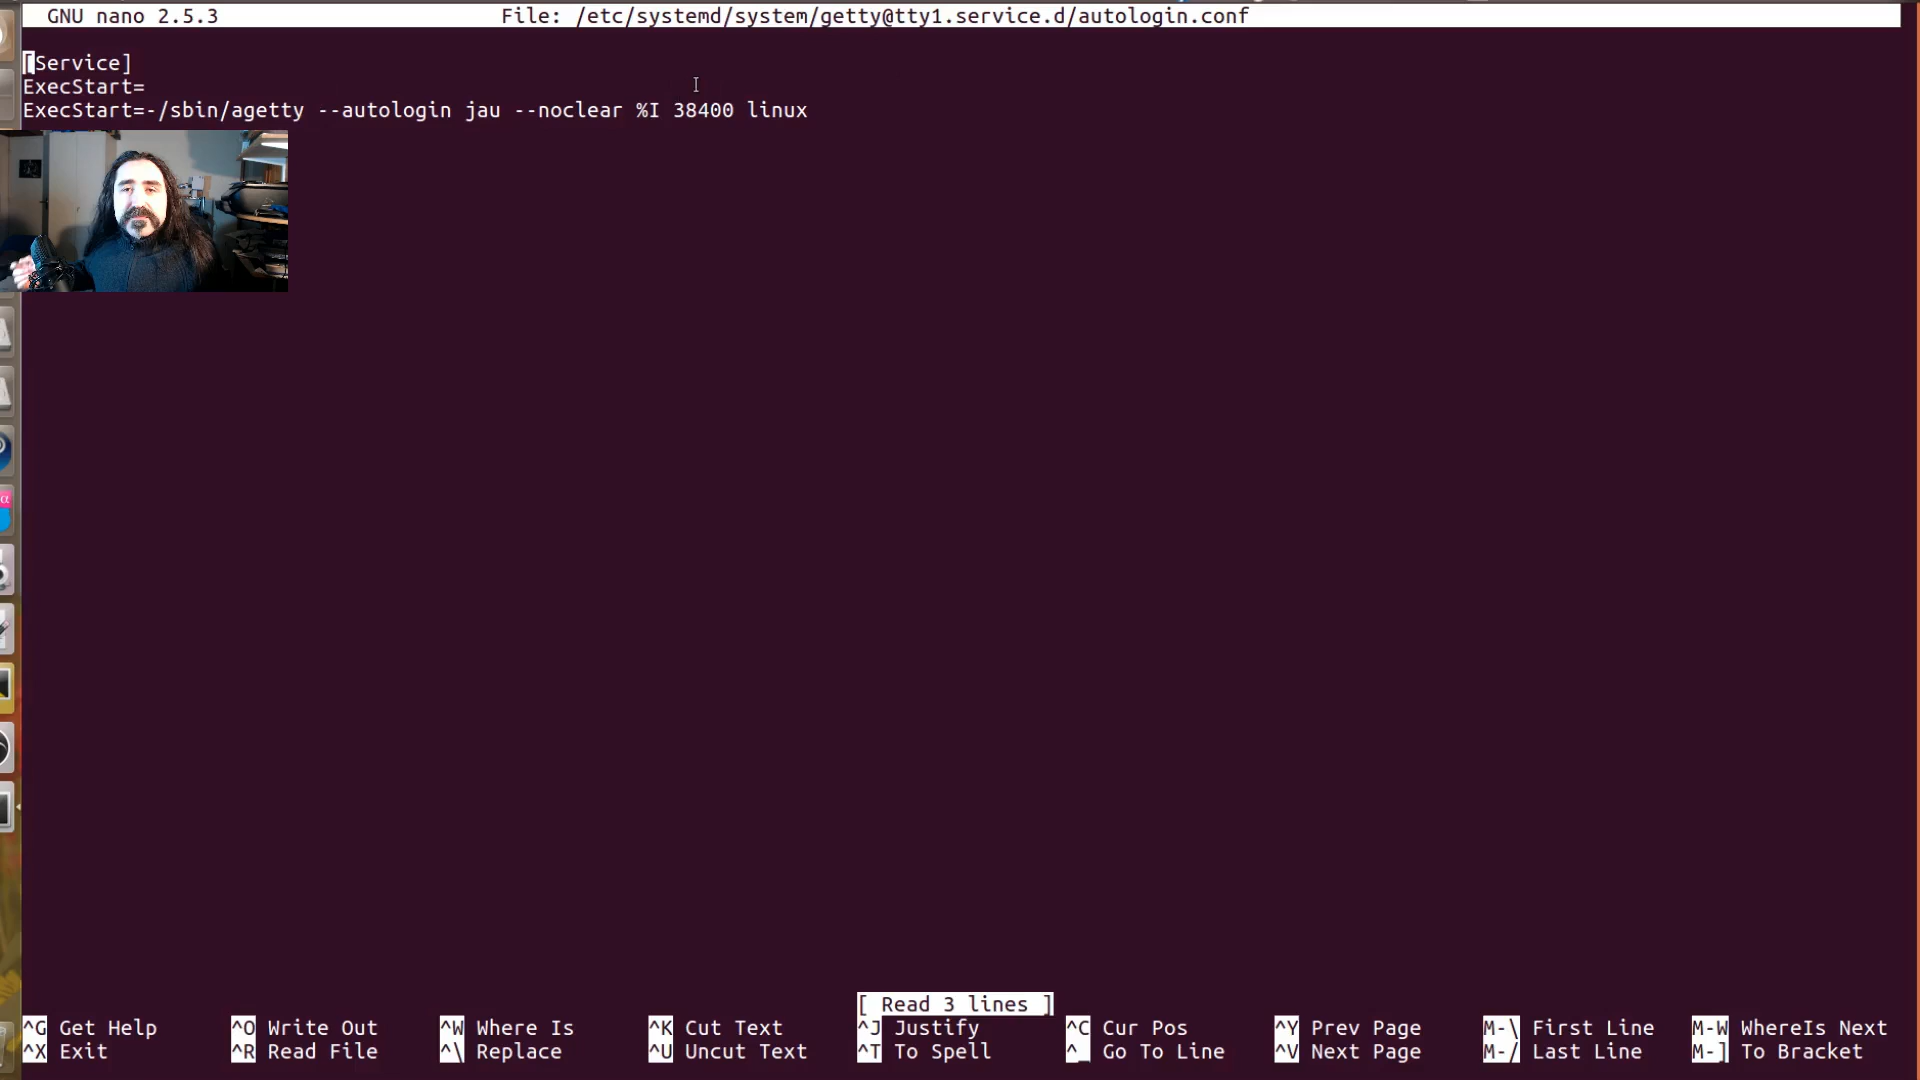 GNU nano 2.5.3 File: /etc/systemd/system/getty@tty1.service.d/autologin.conf
[Service]
ExecStart=
ExecStart=-/sbin/agetty --autologin jau --noclear %I 38400 linux
[ Read 3 lines ]
^G Get Help ^O Write Out ^W Where Is ^K Cut Text ^J Justify ^C Cur Pos ^Y Prev Page M-\ First Line M-W WhereIs Next
^X Exit ^R Read File ^\ Replace ^U Uncut Text ^T To Spell ^_ Go To Line ^V Next Page M-/ Last Line M-] To Bracket